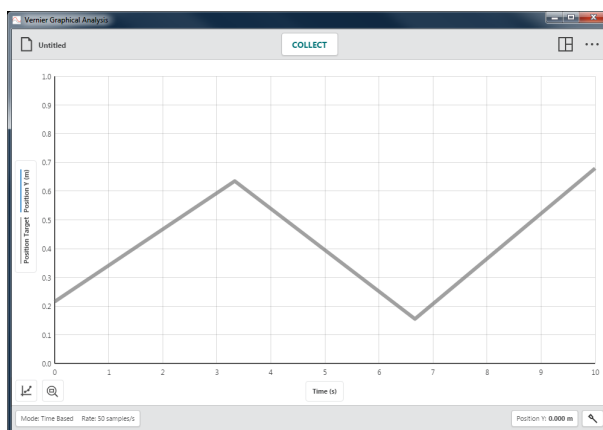 Vernier Graphical Analysis
Untitled
COLLECT
1.0
0.9
0.8
0.7
0.6
0.5
0.4
0.3
0.2
0.1
0.0
Position Target Position Y (m)
0 1 2 3 4 5 6 7 8 9 10
Time (s)
Mode: Time Based Rate: 50 samples/s
Position Y: 0.000 m